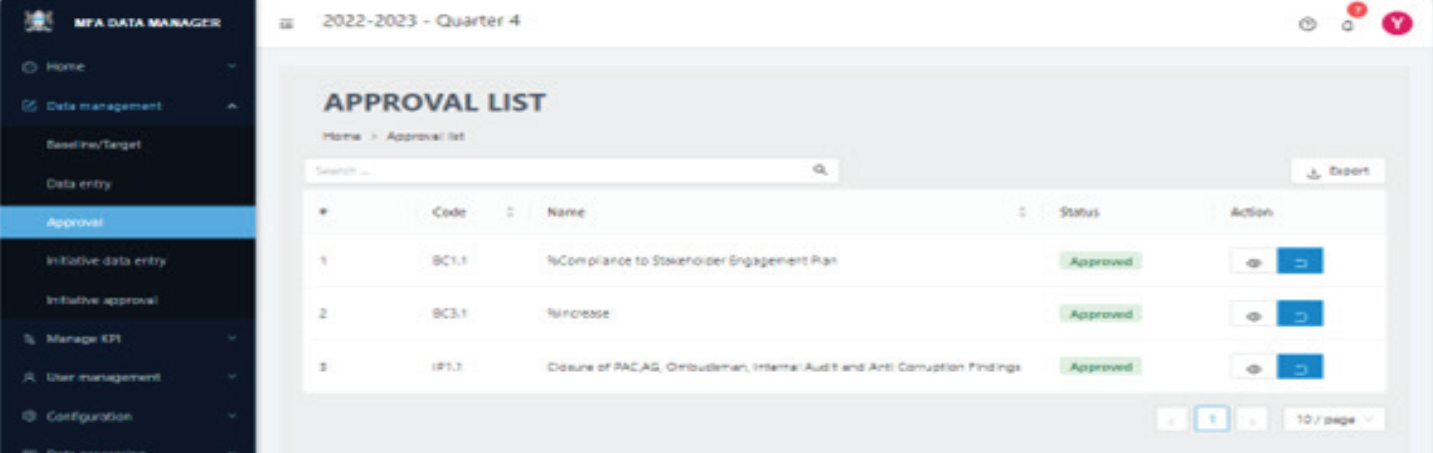 MFA DATA MANAGER
2022-2023 - Quarter 4
7
Y
Home
Data management
Baseline/Target
Data entry
Approval
Initiative data entry
Initiative approval
Manage KPI
User management
Configuration
APPROVAL LIST
Home > Approval list
Search ...
Export
# Code Name Status Action
1 BC1.1 %Compliance to Stakeholder Engagement Plan Approved
2 BC3.1 %increase Approved
3 IP1.1 Closure of PAC,AG, Ombudsman, Internal Audit and Anti Corruption Findings Approved
< 1 > 10 / page